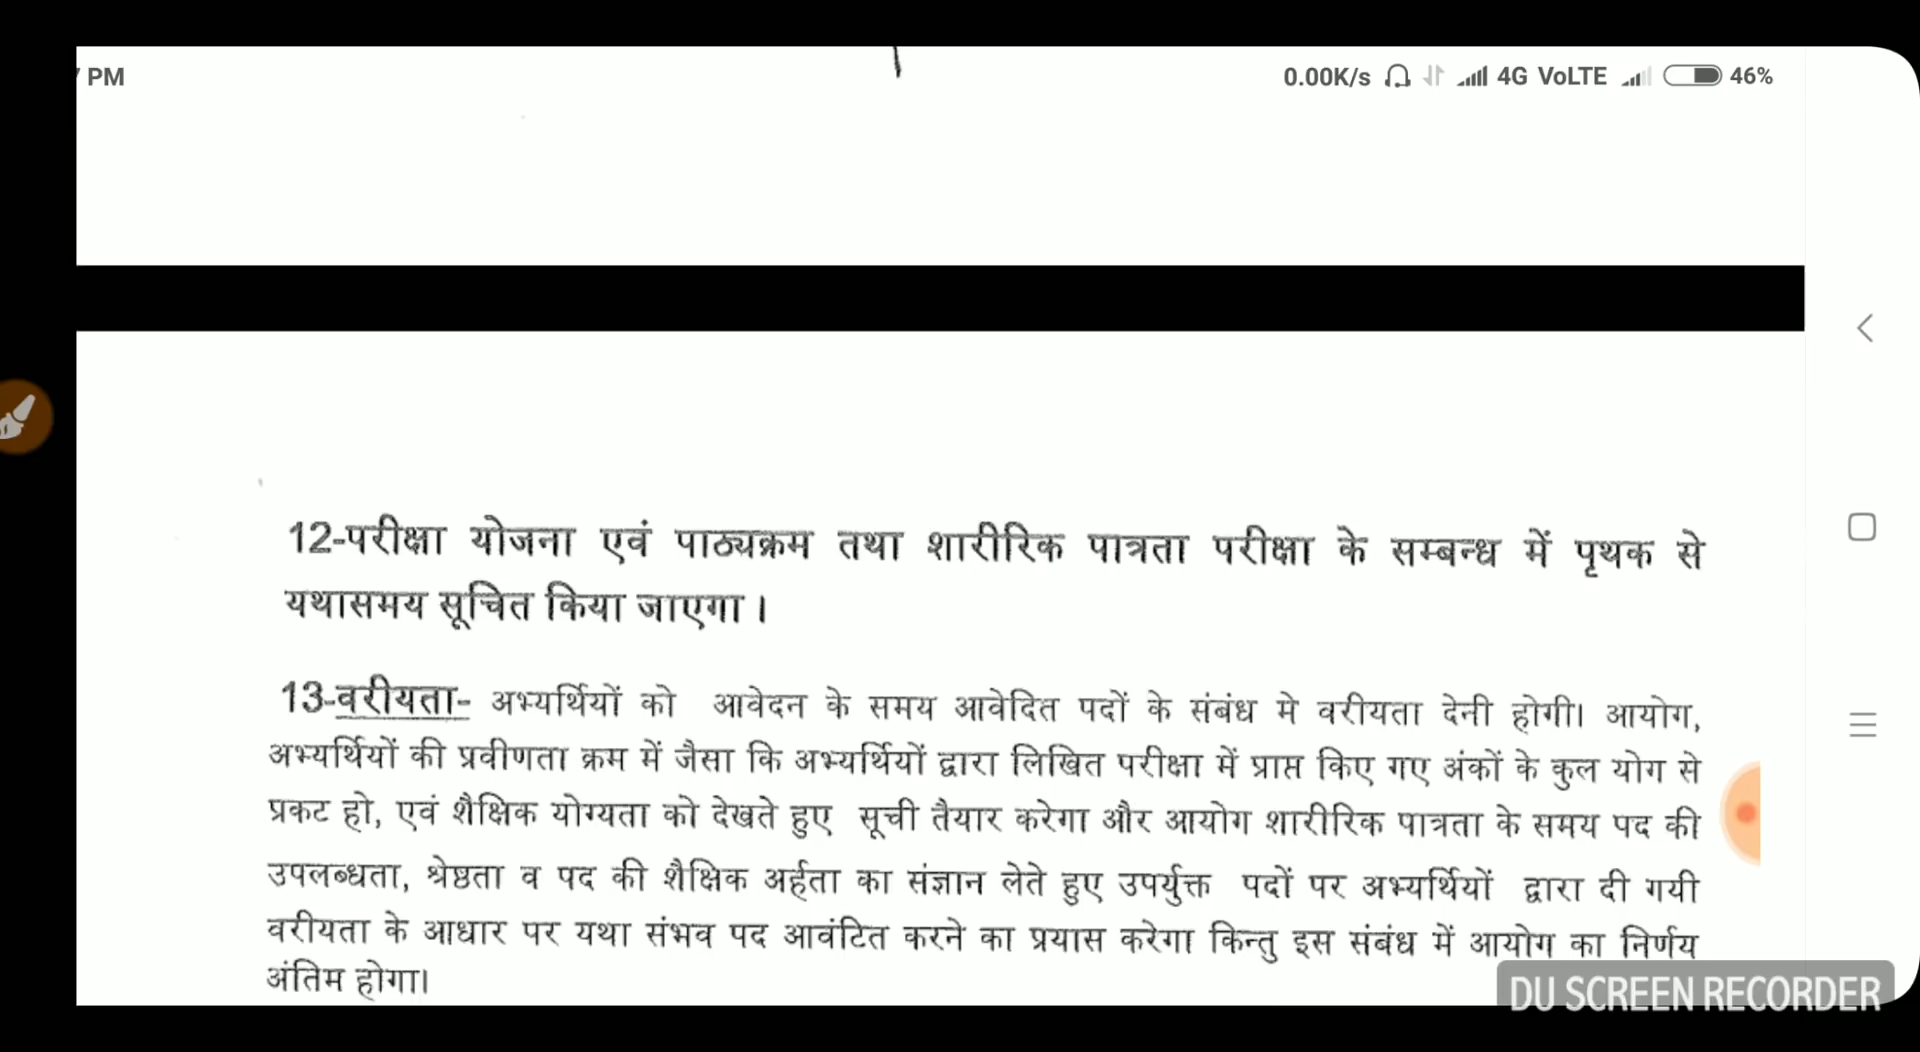 PM
0.00K/s 4G VoLTE 46%
12-परीक्षा योजना एवं पाठ्यक्रम तथा शारीरिक पात्रता परीक्षा के सम्बन्ध में पृथक से
यथासमय सूचित किया जाएगा।
13-वरीयता- अभ्यर्थियों को आवेदन के समय आवेदित पदों के संबंध मे वरीयता देनी होगी। आयोग,
अभ्यर्थियों की प्रवीणता क्रम में जैसा कि अभ्यर्थियों द्वारा लिखित परीक्षा में प्राप्त किए गए अंकों के कुल योग से
प्रकट हो, एवं शैक्षिक योग्यता को देखते हुए सूची तैयार करेगा और आयोग शारीरिक पात्रता के समय पद की
उपलब्धता, श्रेष्ठता व पद की शैक्षिक अर्हता का संज्ञान लेते हुए उपर्युक्त पदों पर अभ्यर्थियों द्वारा दी गयी
वरीयता के आधार पर यथा संभव पद आवंटित करने का प्रयास करेगा किन्तु इस संबंध में आयोग का निर्णय
अंतिम होगा।
DU SCREEN RECORDER